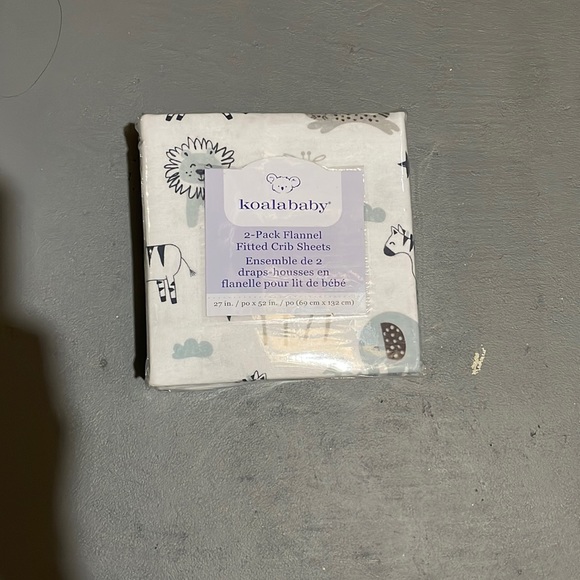 koalababy®
2-Pack Flannel
Fitted Crib Sheets
Ensemble de 2
draps-housses en
flanelle pour lit de bébé
27 in. / po x 52 in. / po (69 cm x 132 cm)